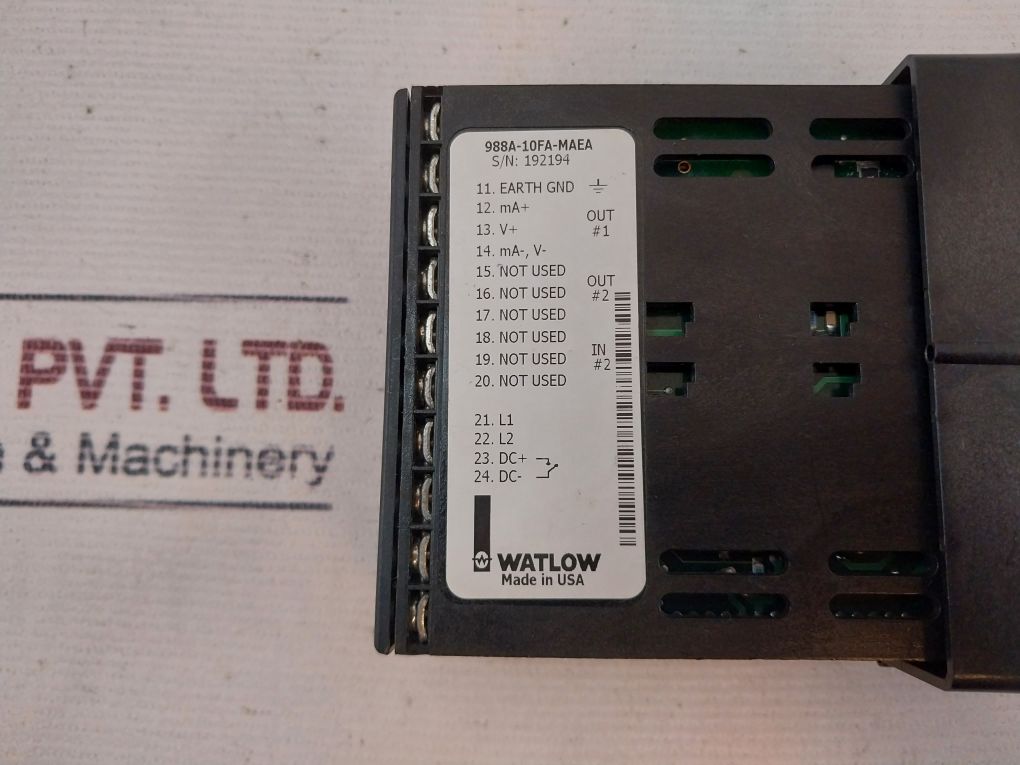 PVT. LTD.
& Machinery
988A-10FA-MAEA
S/N: 192194
11. EARTH GND
12. mA+
13. V+
14. mA-, V-
OUT
#1
15. NOT USED
16. NOT USED
17. NOT USED
OUT
#2
18. NOT USED
19. NOT USED
20. NOT USED
IN
#2
21. L1
22. L2
23. DC+
24. DC-
WATLOW
Made in USA